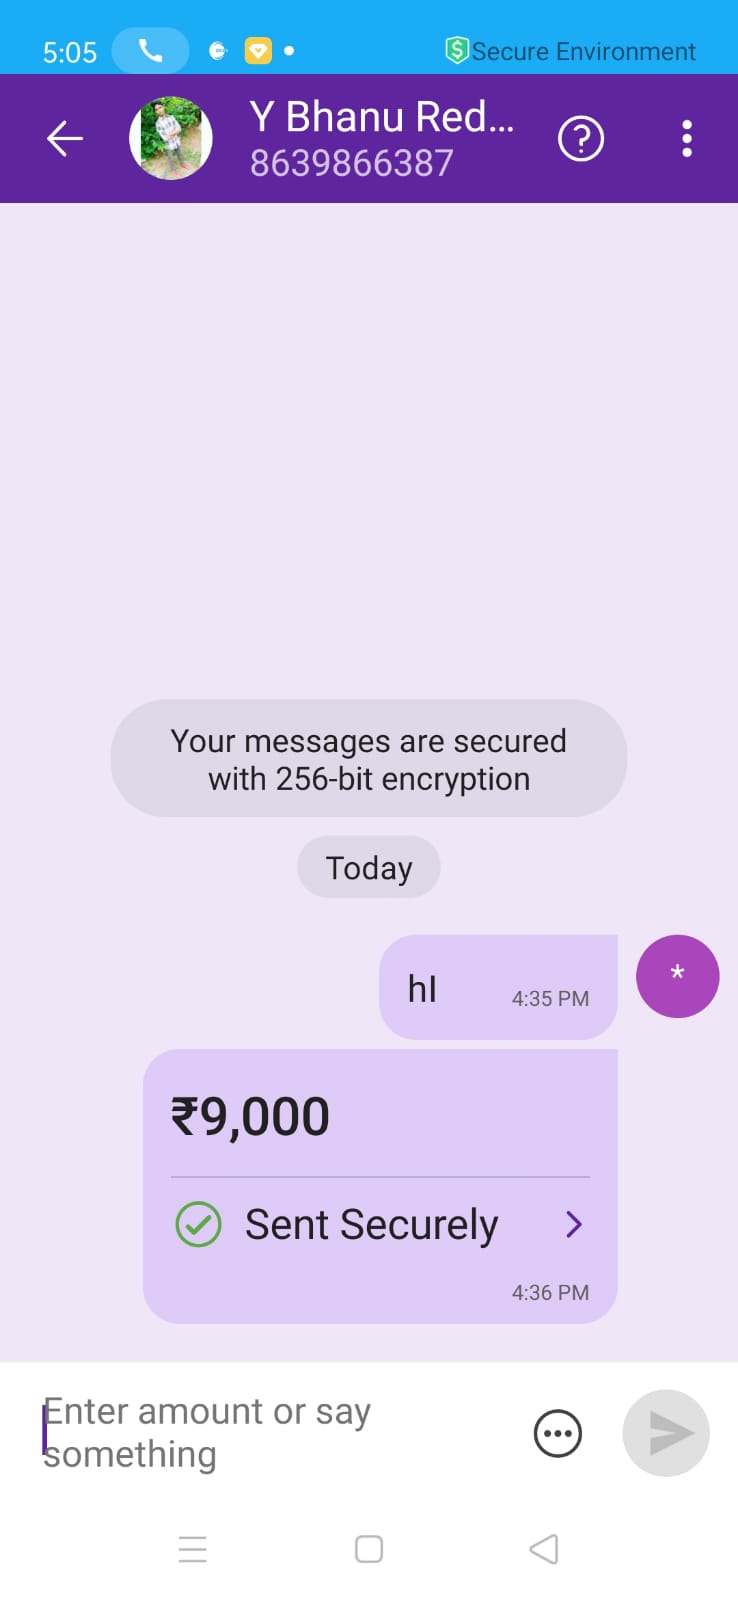 5:05
Secure Environment
Y Bhanu Red...
8639866387
Your messages are secured
with 256-bit encryption
Today
hI
4:35 PM
*
₹9,000
Sent Securely
4:36 PM
Enter amount or say
something